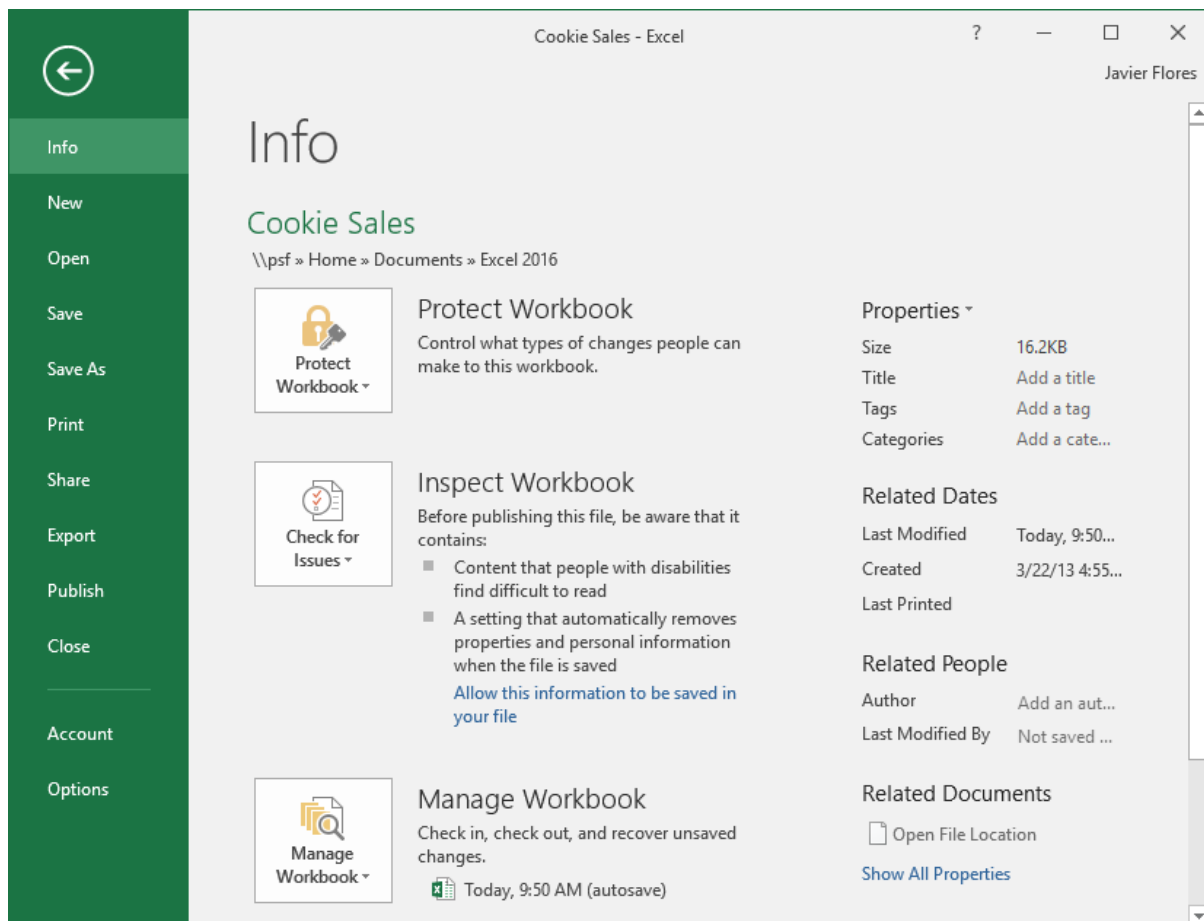 Cookie Sales - Excel
?
Javier Flores
Info
New
Open
Save
Save As
Print
Share
Export
Publish
Close
Account
Options
Info
Cookie Sales
\\psf » Home » Documents » Excel 2016
Protect
Workbook
Protect Workbook
Control what types of changes people can
make to this workbook.
Check for
Issues
Inspect Workbook
Before publishing this file, be aware that it
contains:
Content that people with disabilities
find difficult to read
A setting that automatically removes
properties and personal information
when the file is saved
Allow this information to be saved in
your file
Manage
Workbook
Manage Workbook
Check in, check out, and recover unsaved
changes.
Today, 9:50 AM (autosave)
Properties
Size 16.2KB
Title Add a title
Tags Add a tag
Categories Add a cate...
Related Dates
Last Modified Today, 9:50...
Created 3/22/13 4:55...
Last Printed
Related People
Author Add an aut...
Last Modified By Not saved ...
Related Documents
Open File Location
Show All Properties